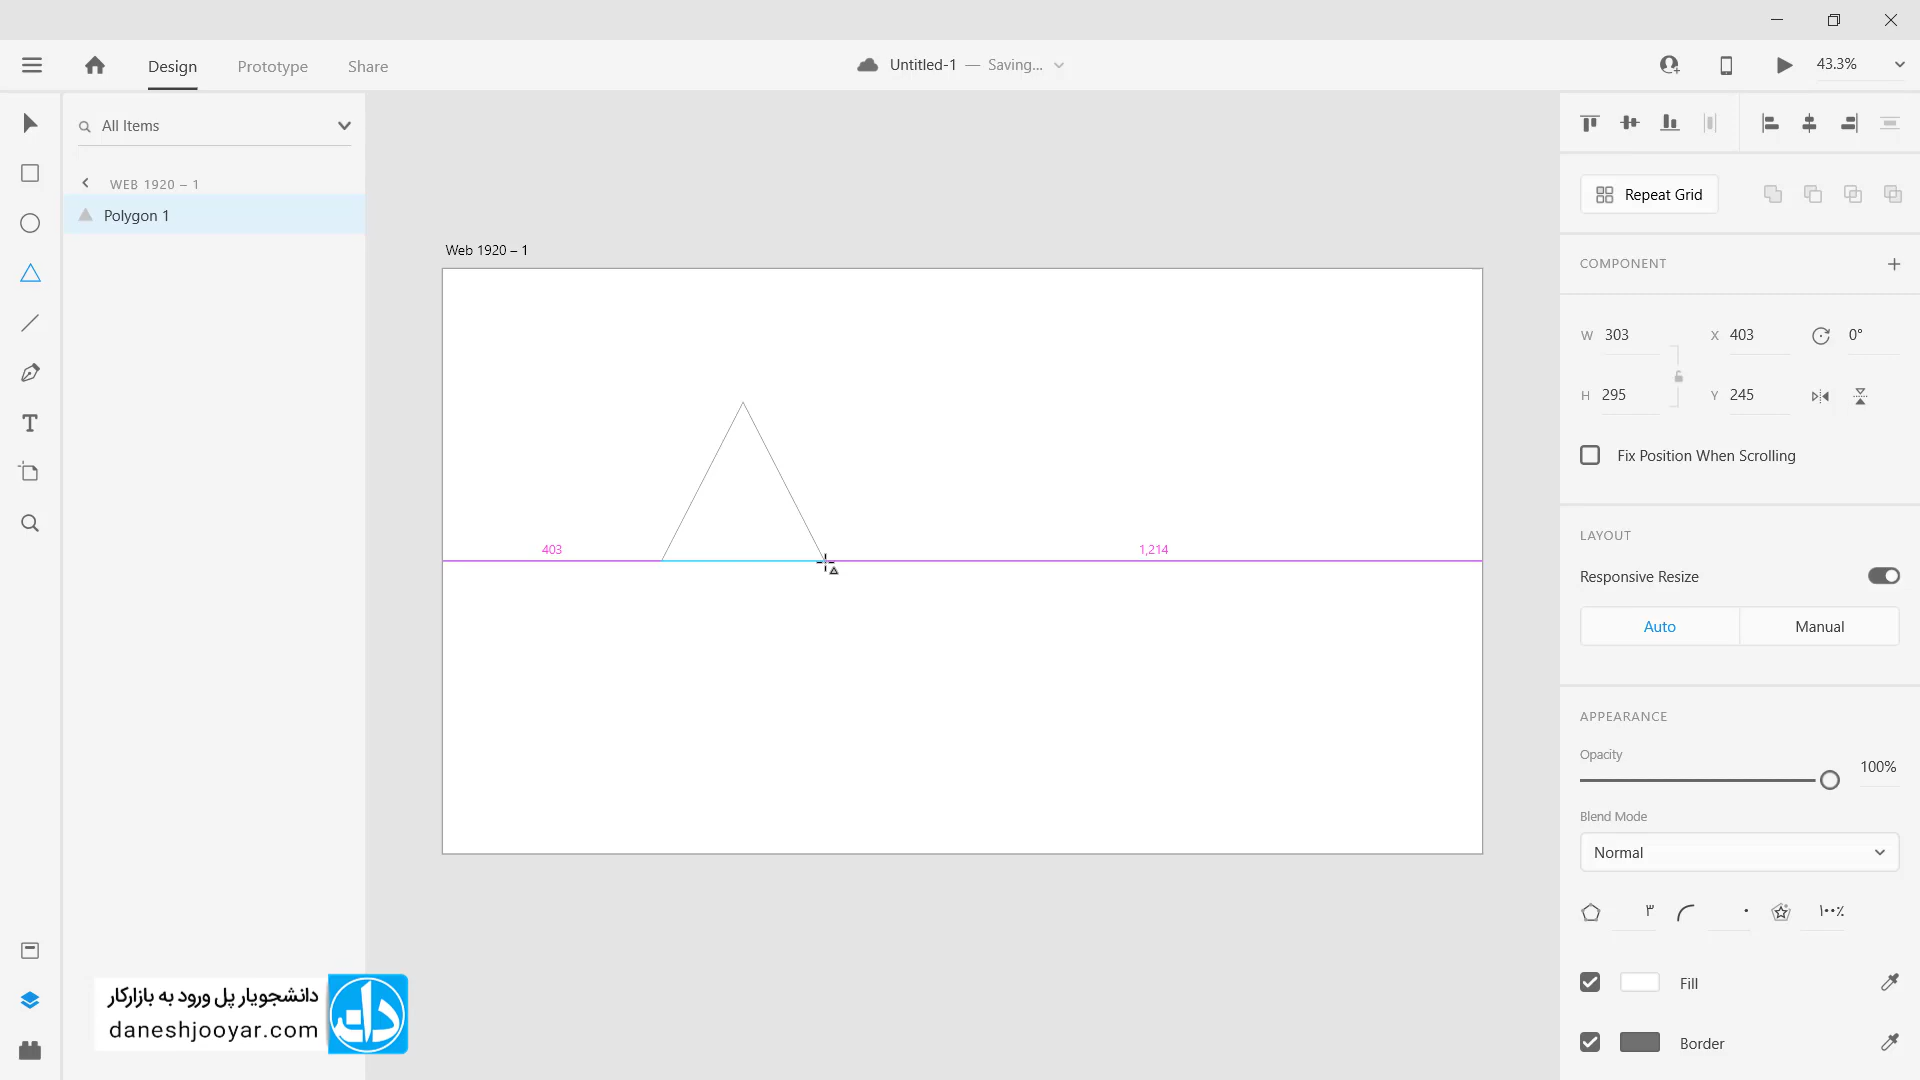 Design
Prototype
Share
Untitled-1 — Saving...
43.3%
All Items
WEB 1920 – 1
Polygon 1
Web 1920 – 1
403
1,214
Repeat Grid
COMPONENT
W 303
X 403
0°
H 295
Y 245
Fix Position When Scrolling
LAYOUT
Responsive Resize
Auto
Manual
APPEARANCE
Opacity
100%
Blend Mode
Normal
۳
۰
۱۰۰٪
Fill
Border
دانشجویار پل ورود به بازارکار
daneshjooyar.com